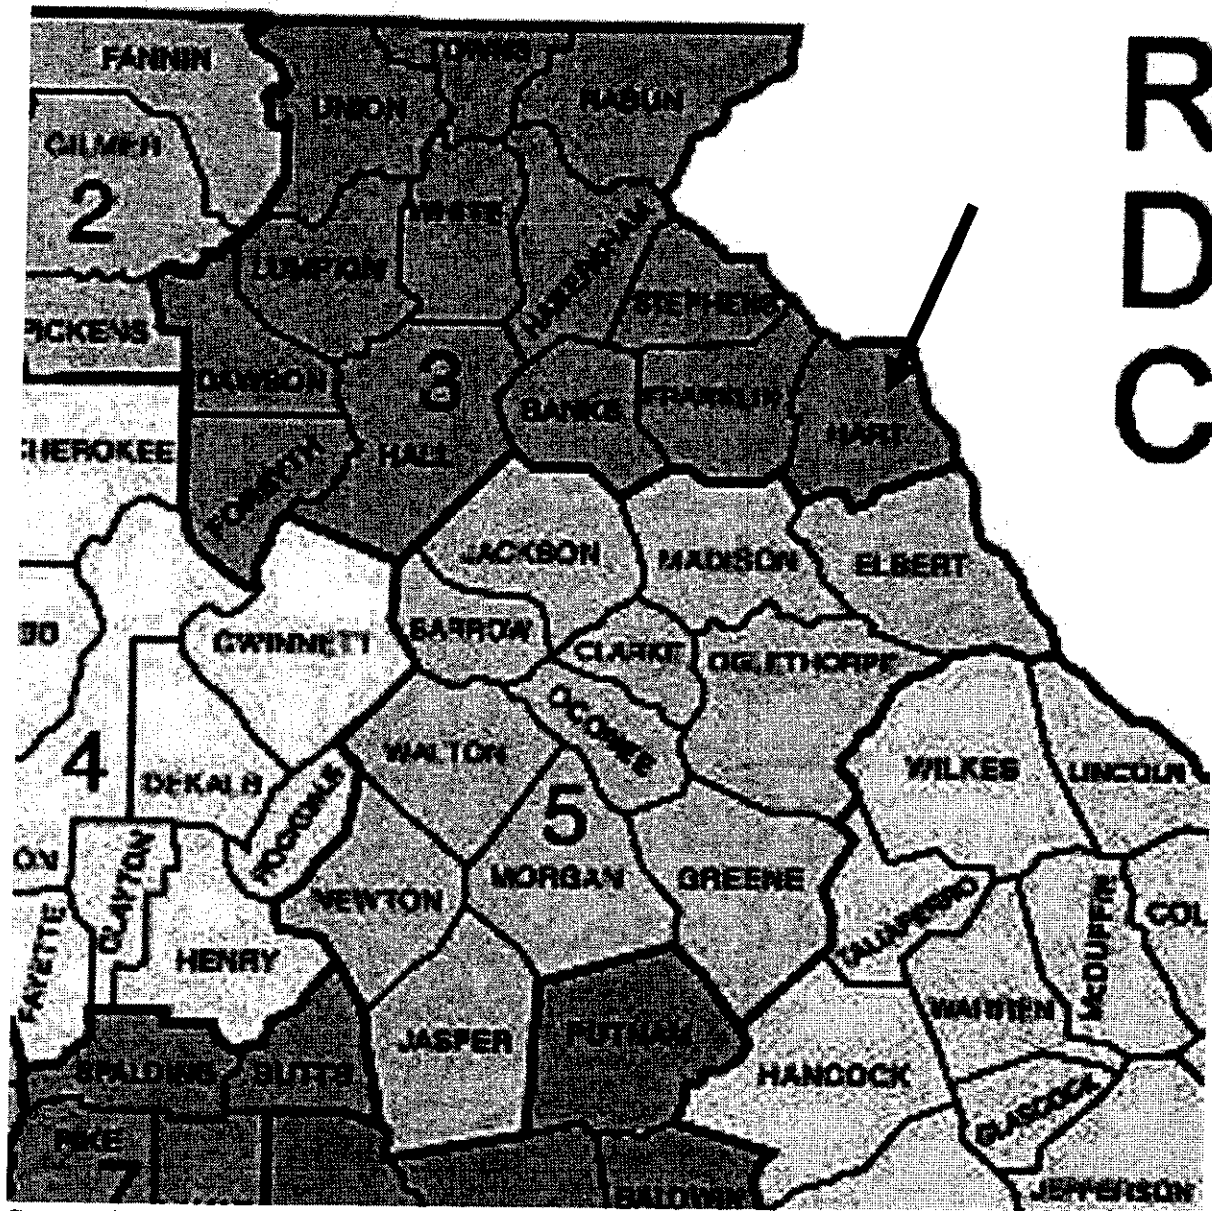 FANNIN
TOWNS
UNION
RABUN
R
GILMER
2
WHITE
D
HABERSHAM
LUMPKIN
STEPHENS
PICKENS
3
DAWSON
BANKS
FRANKLIN
HART
C
CHEROKEE
HALL
FORSYTH
JACKSON
MADISON
ELBERT
GWINNETT
BARROW
CLARKE
OGLETHORPE
OCONEE
WALTON
4
DEKALB
WILKES
LINCOLN
ROCKDALE
5
ON
CLAYTON
NEWTON
MORGAN
GREENE
TALIAFERRO
McDUFFIE
COL
FAYETTE
HENRY
WARREN
JASPER
PUTNAM
SPALDING
BUTTS
HANCOCK
GLASCOCK
PIKE
7
BALDWIN
JEFFERSON